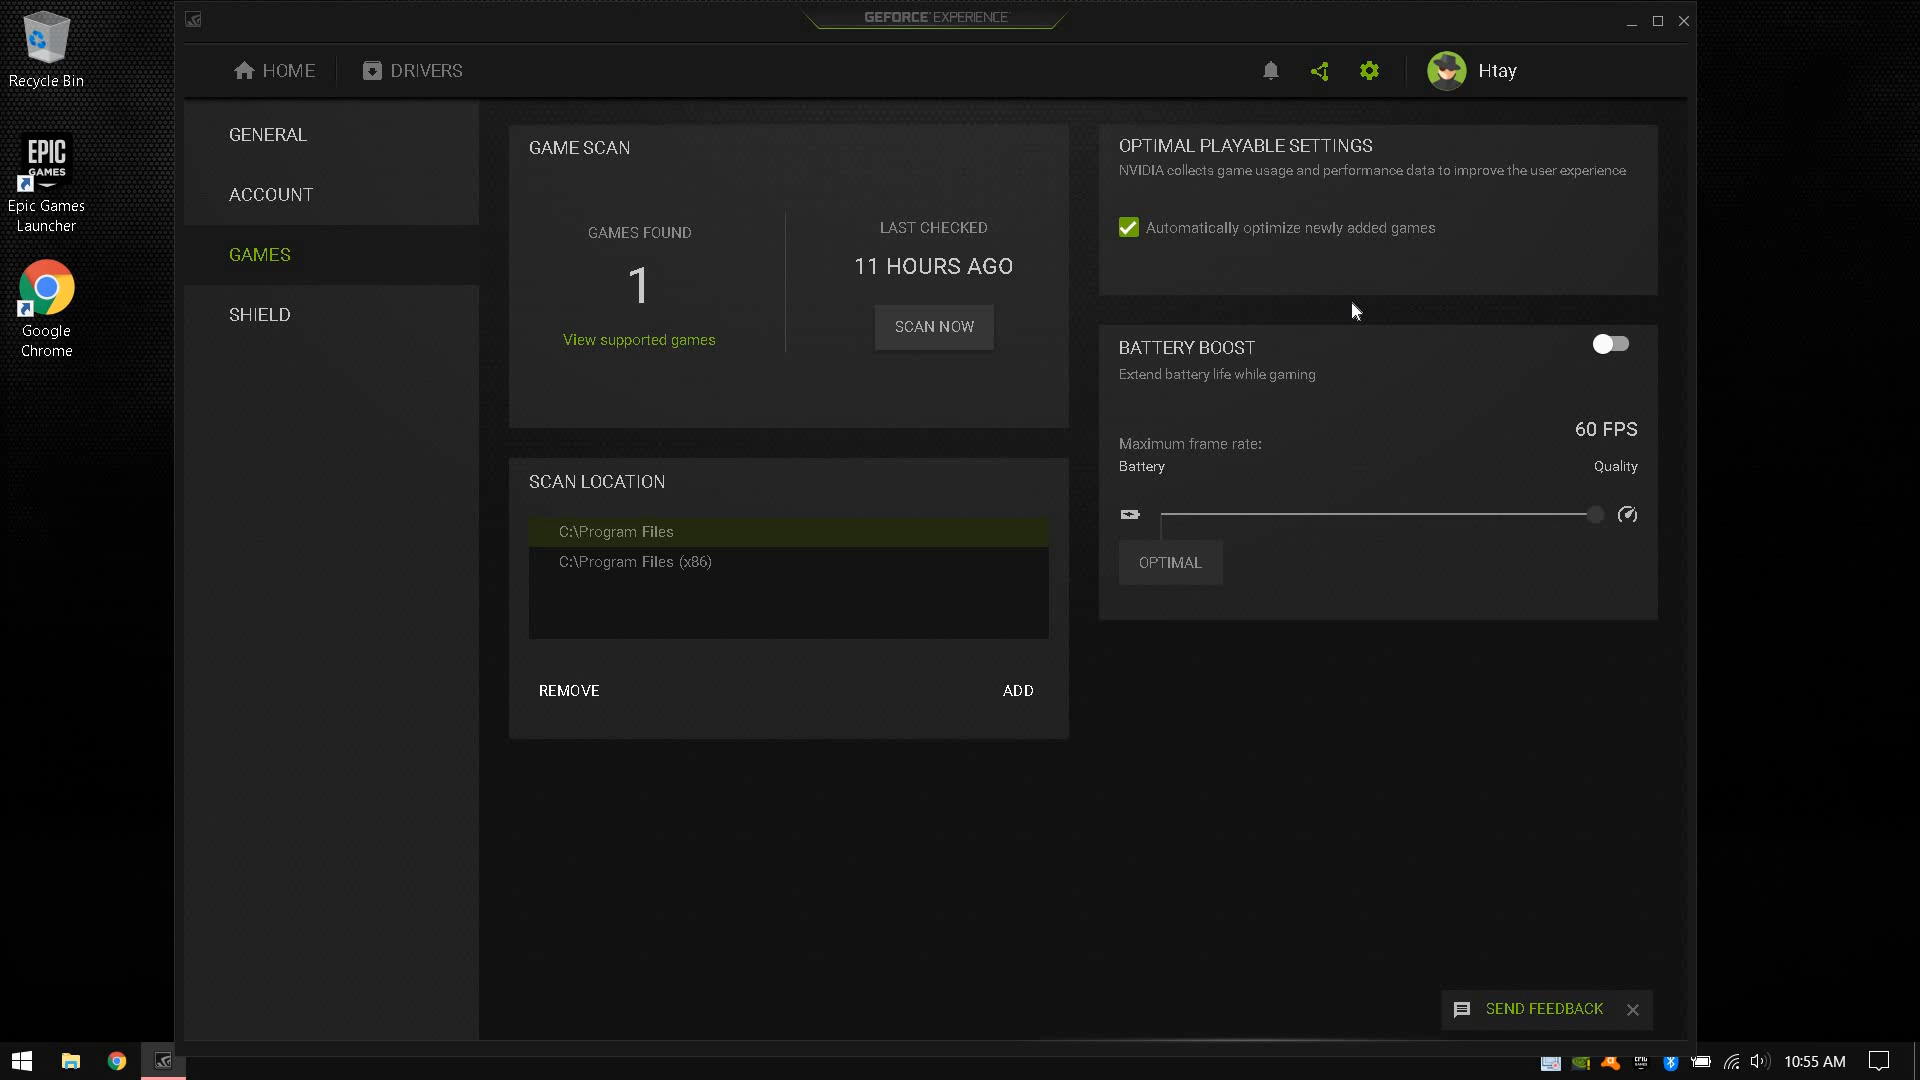 Recycle Bin
EPIC
GAMES
Epic Games
Launcher
Google
Chrome
GEFORCE EXPERIENCE
HOME
DRIVERS
Htay
GENERAL
ACCOUNT
GAMES
SHIELD
GAME SCAN
GAMES FOUND
1
View supported games
LAST CHECKED
11 HOURS AGO
SCAN NOW
SCAN LOCATION
C:\Program Files
C:\Program Files (x86)
REMOVE
ADD
OPTIMAL PLAYABLE SETTINGS
NVIDIA collects game usage and performance data to improve the user experience
Automatically optimize newly added games
BATTERY BOOST
Extend battery life while gaming
60 FPS
Maximum frame rate:
Battery
Quality
OPTIMAL
SEND FEEDBACK
10:55 AM